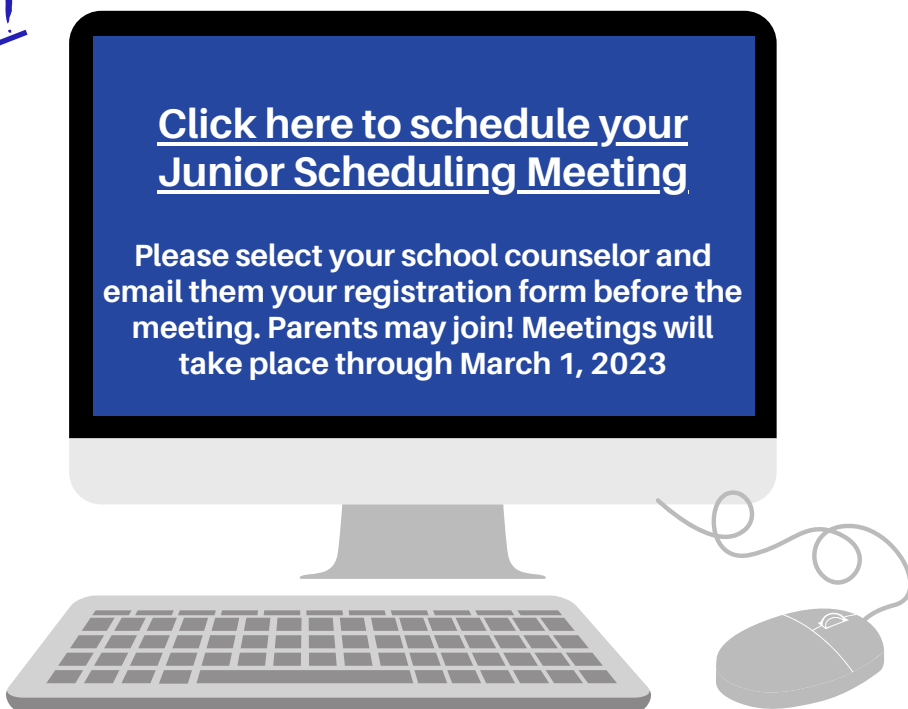 !
Click here to schedule your
Junior Scheduling Meeting
Please select your school counselor and
email them your registration form before the
meeting. Parents may join! Meetings will
take place through March 1, 2023